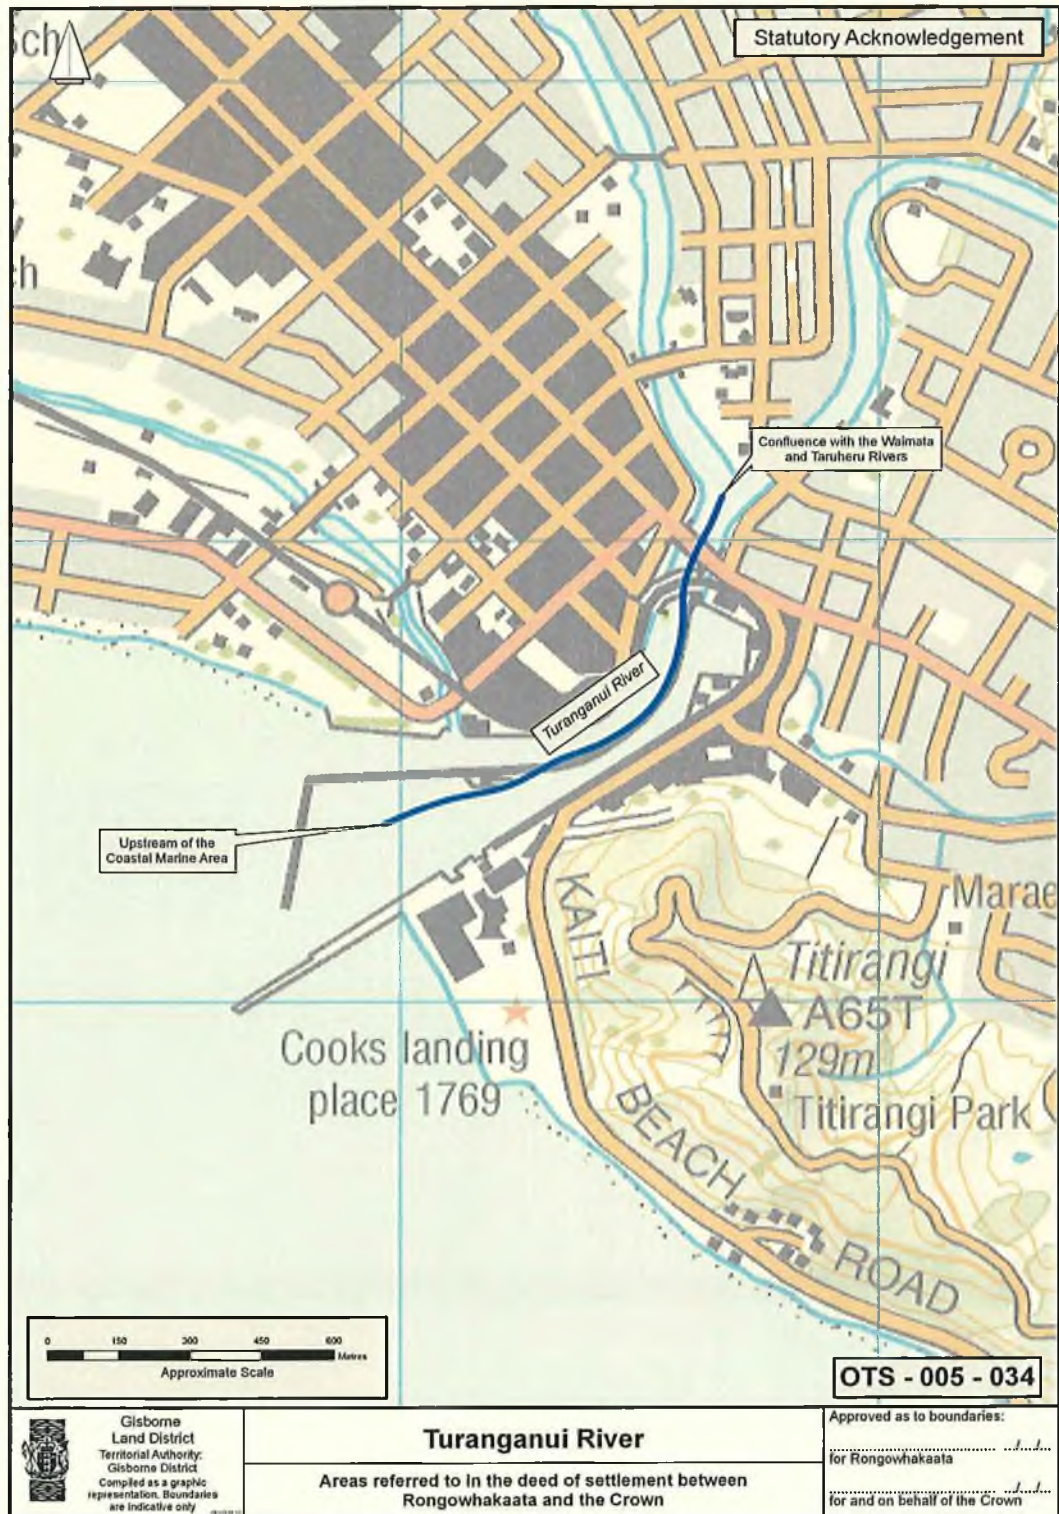 Sch
Statutory Acknowledgement
ch
Confluence with the Waimata
and Taruheru Rivers
Turanganui River
Upstream of the
Coastal Marine Area
KAITI
BEACH
ROAD
Marae
Titirangi
A65T
129m
Titirangi Park
Cooks landing
place 1769
0 150 300 450 600
Metres
Approximate Scale
OTS - 005 - 034
Gisborne
Land District
Territorial Authority:
Gisborne District
Compiled as a graphic
representation. Boundaries
are indicative only
Turanganui River
Areas referred to in the deed of settlement between
Rongowhakaata and the Crown
Approved as to boundaries:
........................... ..../..../....
for Rongowhakaata
........................... ..../..../....
for and on behalf of the Crown